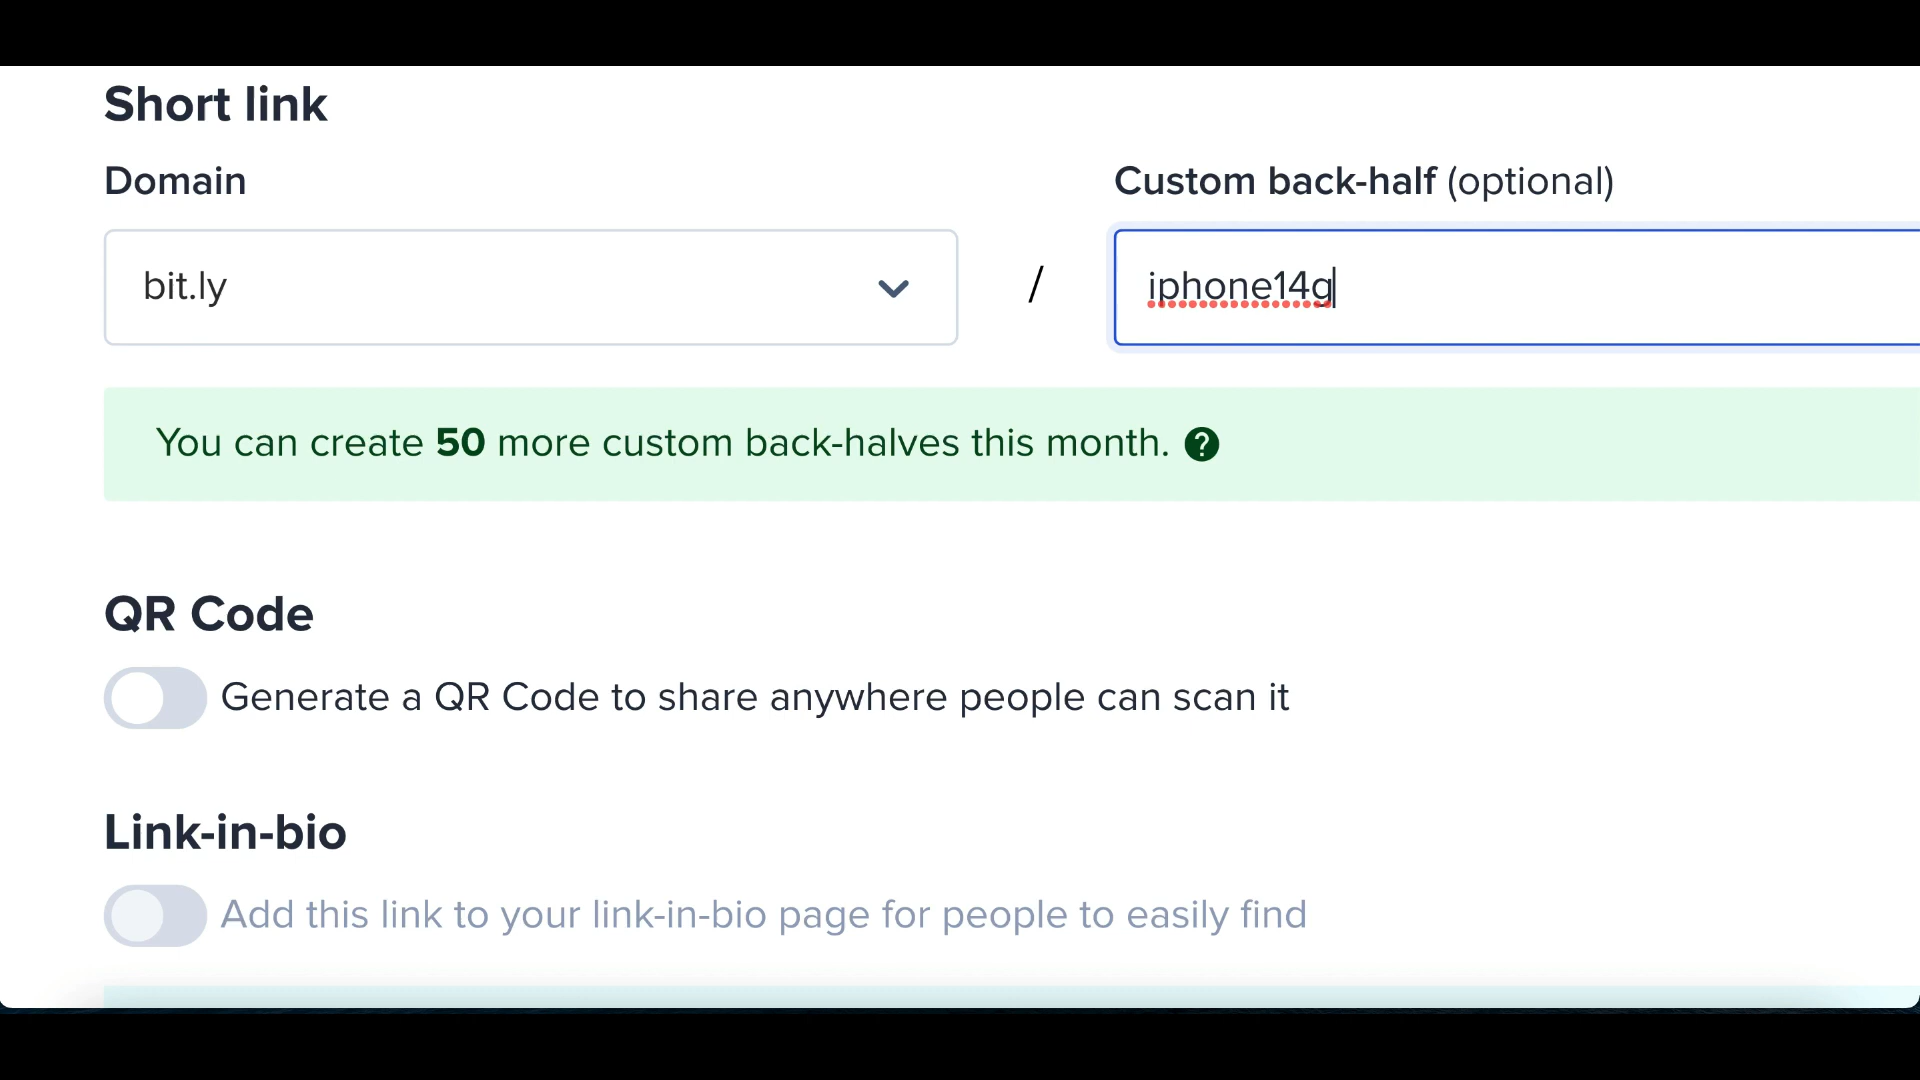 Short link
Domain
Custom back-half (optional)
bit.ly
/
iphone14g
You can create 50 more custom back-halves this month. ?
QR Code
Generate a QR Code to share anywhere people can scan it
Link-in-bio
Add this link to your link-in-bio page for people to easily find